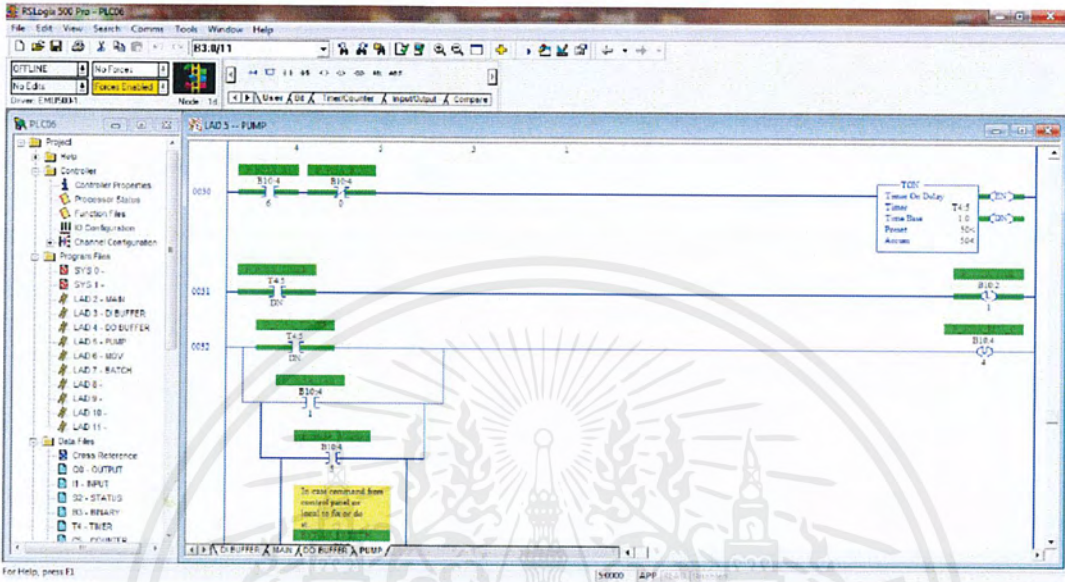 RSLogix 500 Pro - PLC06
File Edit View Search Comms Tools Window Help
B3:0/11
OFFLINE No Forces
No Edits Forces Enabled
Driver: EMU500-1 Node: 1d
User Bit Timer/Counter Input/Output Compare
PLC06
Project
Help
Controller
Controller Properties
Processor Status
Function Files
IO Configuration
Channel Configuration
Program Files
SYS 0 -
SYS 1 -
LAD 2 - MAIN
LAD 3 - DI BUFFER
LAD 4 - DO BUFFER
LAD 5 - PUMP
LAD 6 - MOV
LAD 7 - BATCH
LAD 8 -
LAD 9 -
LAD 10 -
LAD 11 -
Data Files
Cross Reference
O0 - OUTPUT
I1 - INPUT
S2 - STATUS
B3 - BINARY
T4 - TIMER
C5 - COUNTER
LAD 5 -- PUMP
0030
B10:4
6
B10:4
0
TON
Timer On Delay
Timer T4:5
Time Base 1.0
Preset 50<
Accum 50<
EN
DN
0031
T4:5
DN
B10:2
L
1
0032
T4:5
DN
B10:4
U
4
B10:4
1
B10:4
In case command from
control panel or
local to fix or do
DI BUFFER MAIN DO BUFFER PUMP
For Help, press F1
5:0000 APP